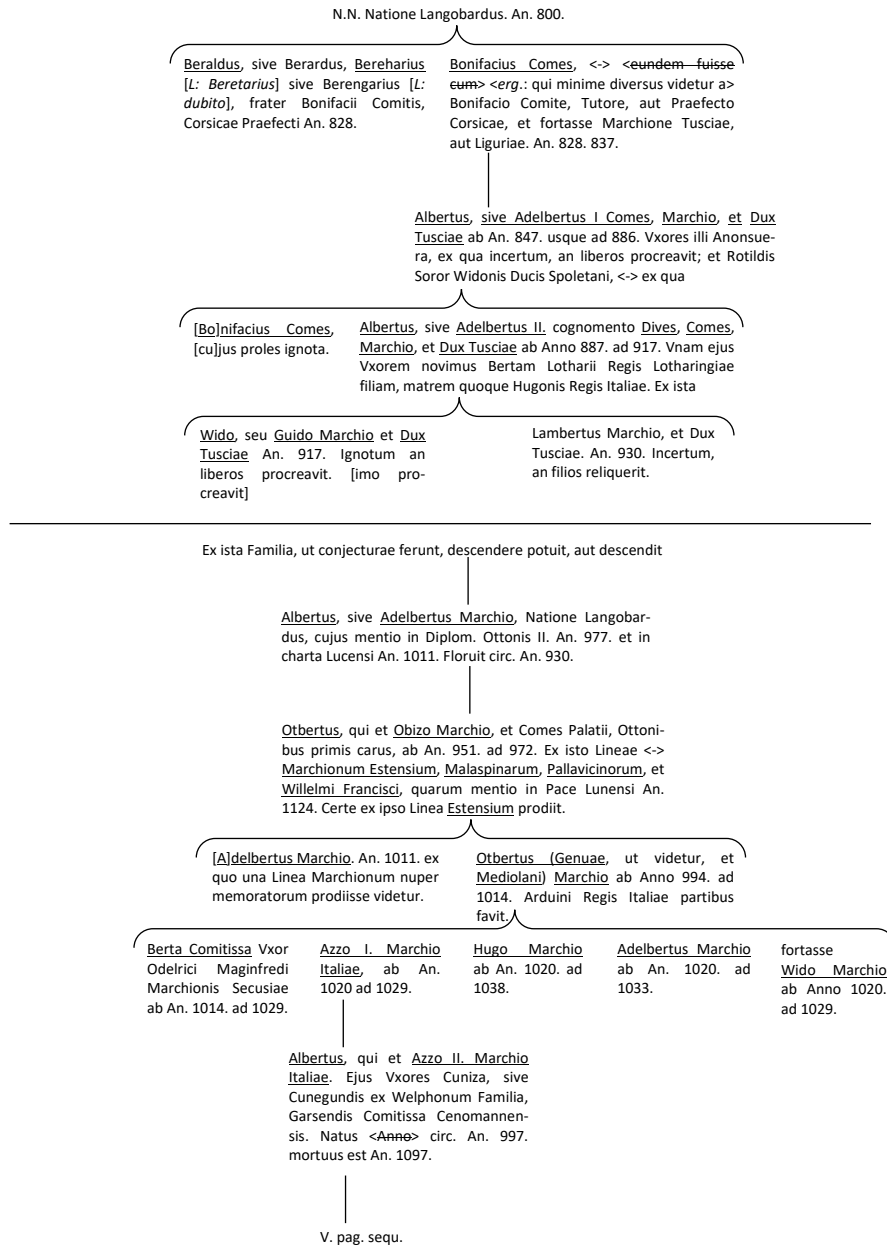 N.N. Natione Langobardus. An. 800.
Beraldus, sive Berardus, Bereharius
[L: Beretarius] sive Berengarius [L:
dubito], frater Bonifacii Comitis,
Corsicae Praefecti An. 828.
Bonifacius Comes, <-> <eundem fuisse
cum> <erg.: qui minime diversus videtur a>
Bonifacio Comite, Tutore, aut Praefecto
Corsicae, et fortasse Marchione Tusciae,
aut Liguriae. An. 828. 837.
Albertus, sive Adelbertus I Comes, Marchio, et Dux
Tusciae ab An. 847. usque ad 886. Vxores illi Anonsue-
ra, ex qua incertum, an liberos procreavit; et Rotildis
Soror Widonis Ducis Spoletani, <-> ex qua
[Bo]nifacius Comes,
[cu]jus proles ignota.
Albertus, sive Adelbertus II. cognomento Dives, Comes,
Marchio, et Dux Tusciae ab Anno 887. ad 917. Vnam ejus
Vxorem novimus Bertam Lotharii Regis Lotharingiae
filiam, matrem quoque Hugonis Regis Italiae. Ex ista
Wido, seu Guido Marchio et Dux
Tusciae An. 917. Ignotum an
liberos procreavit. [imo pro-
creavit]
Lambertus Marchio, et Dux
Tusciae. An. 930. Incertum,
an filios reliquerit.
Ex ista Familia, ut conjecturae ferunt, descendere potuit, aut descendit
Albertus, sive Adelbertus Marchio, Natione Langobar-
dus, cujus mentio in Diplom. Ottonis II. An. 977. et in
charta Lucensi An. 1011. Floruit circ. An. 930.
Otbertus, qui et Obizo Marchio, et Comes Palatii, Ottoni-
bus primis carus, ab An. 951. ad 972. Ex isto Lineae <->
Marchionum Estensium, Malaspinarum, Pallavicinorum, et
Willelmi Francisci, quarum mentio in Pace Lunensi An.
1124. Certe ex ipso Linea Estensium prodiit.
[A]delbertus Marchio. An. 1011. ex
quo una Linea Marchionum nuper
memoratorum prodiisse videtur.
Otbertus (Genuae, ut videtur, et
Mediolani) Marchio ab Anno 994. ad
1014. Arduini Regis Italiae partibus
favit.
Berta Comitissa Vxor
Odelrici Maginfredi
Marchionis Secusiae
ab An. 1014. ad 1029.
Azzo I. Marchio
Italiae, ab An.
1020 ad 1029.
Hugo Marchio
ab An. 1020. ad
1038.
Adelbertus Marchio
ab An. 1020. ad
1033.
fortasse
Wido Marchio
ab Anno 1020.
ad 1029.
Albertus, qui et Azzo II. Marchio
Italiae. Ejus Vxores Cuniza, sive
Cunegundis ex Welphonum Familia,
Garsendis Comitissa Cenomannen-
sis. Natus <Anno> circ. An. 997.
mortuus est An. 1097.
V. pag. sequ.